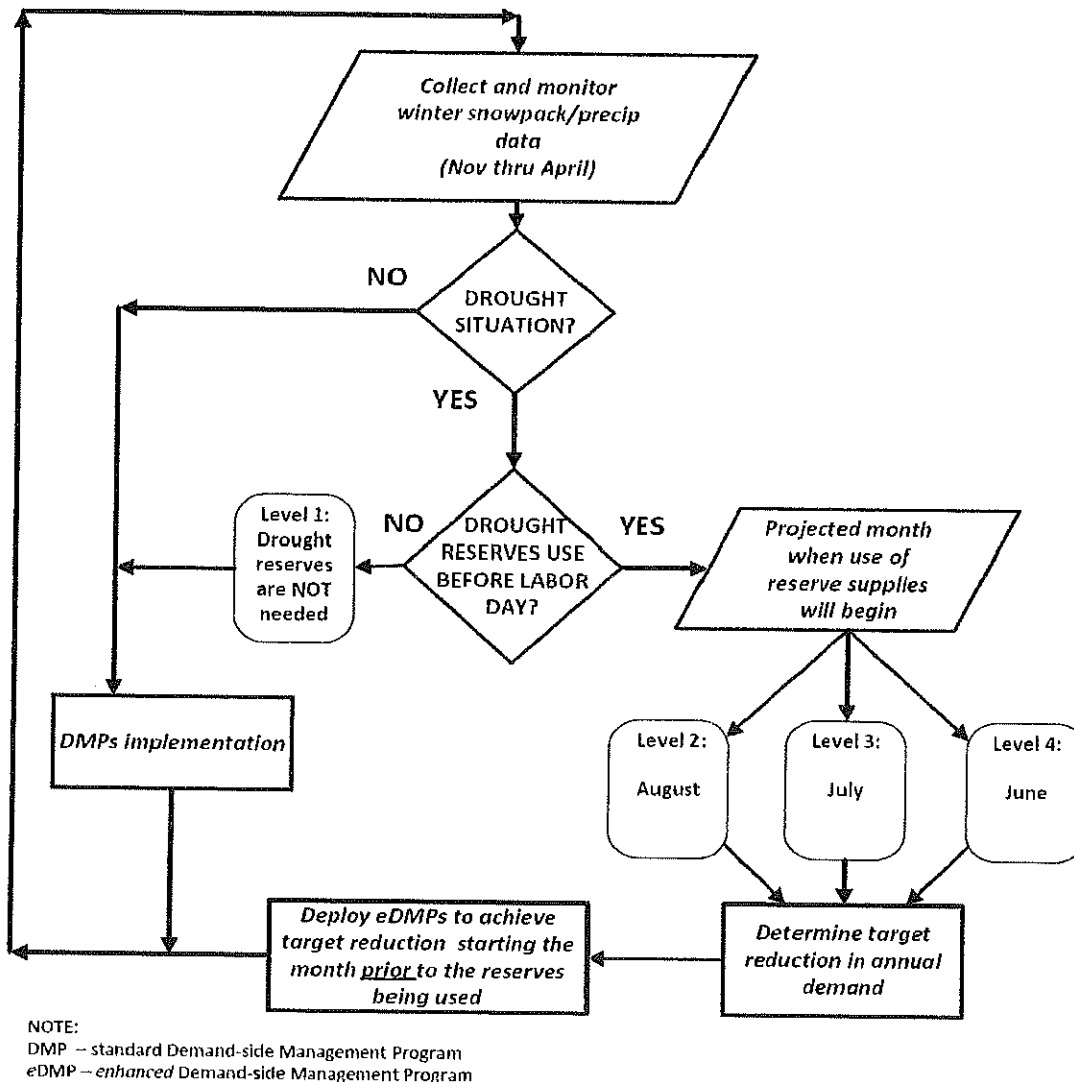 Collect and monitor
winter snowpack/precip
data
(Nov thru April)
NO
DROUGHT
SITUATION?
YES
Level 1:
Drought
reserves
are NOT
needed
NO
DROUGHT
RESERVES USE
BEFORE LABOR
DAY?
YES
Projected month
when use of
reserve supplies
will begin
DMPs implementation
Level 2:
August
Level 3:
July
Level 4:
June
Deploy eDMPs to achieve
target reduction starting the
month prior to the reserves
being used
Determine target
reduction in annual
demand
NOTE:
DMP – standard Demand-side Management Program
eDMP – enhanced Demand-side Management Program